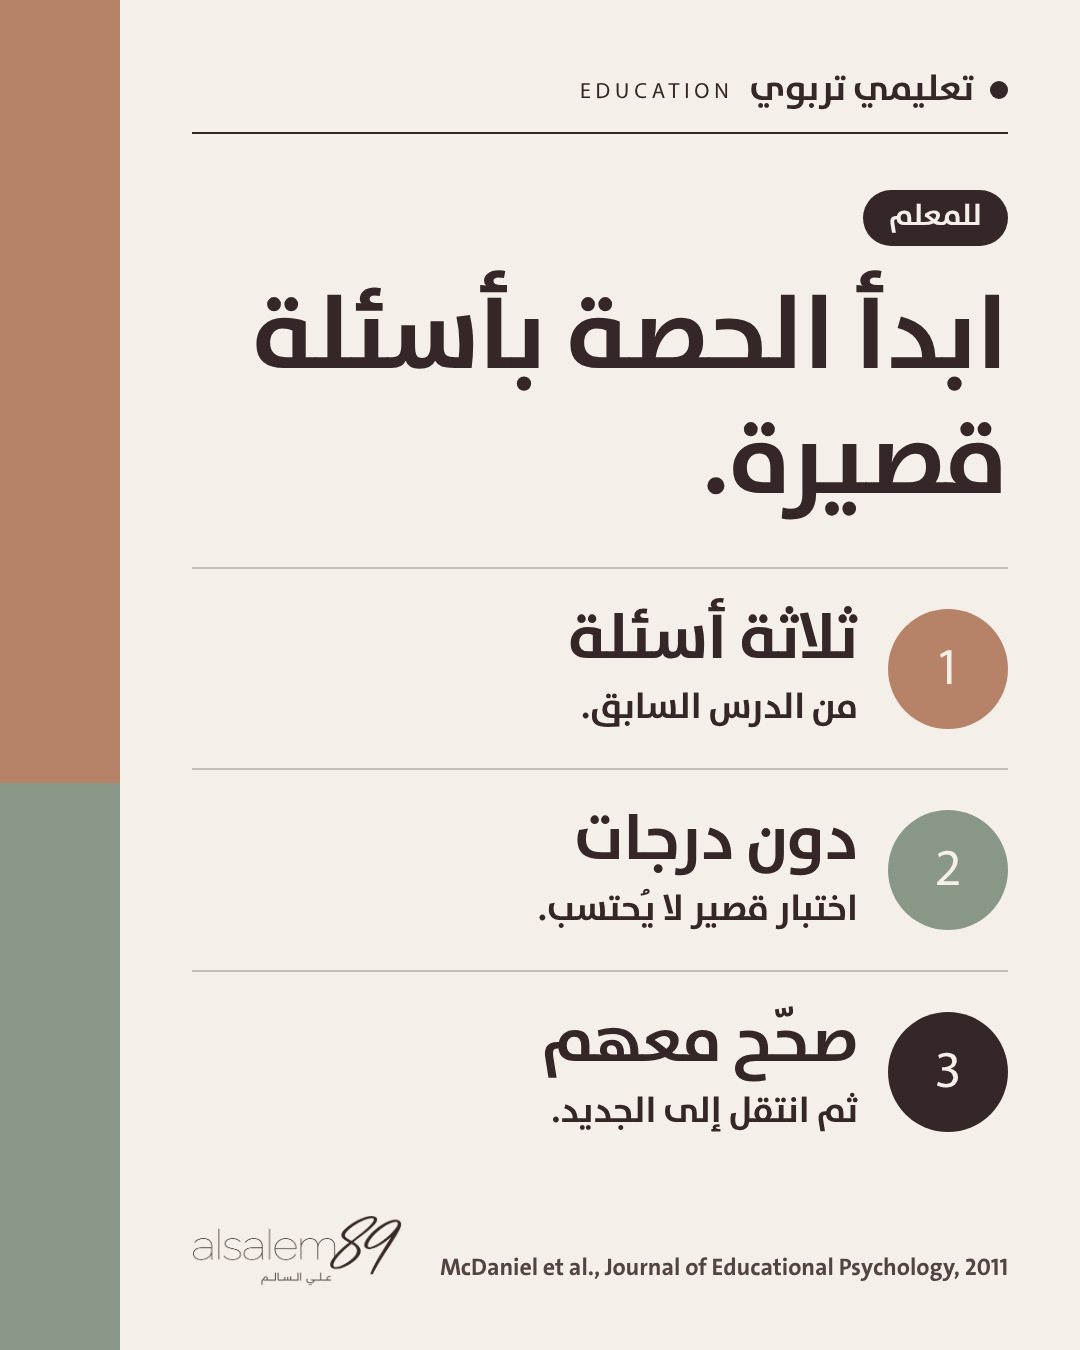 تعليمي تربوي EDUCATION
للمعلم
ابدأ الحصة بأسئلة
قصيرة.
1
ثلاثة أسئلة
من الدرس السابق.
2
دون درجات
اختبار قصير لا يُحتسب.
3
صحّح معهم
ثم انتقل إلى الجديد.
McDaniel et al., Journal of Educational Psychology, 2011
alsalem89
علي السالم